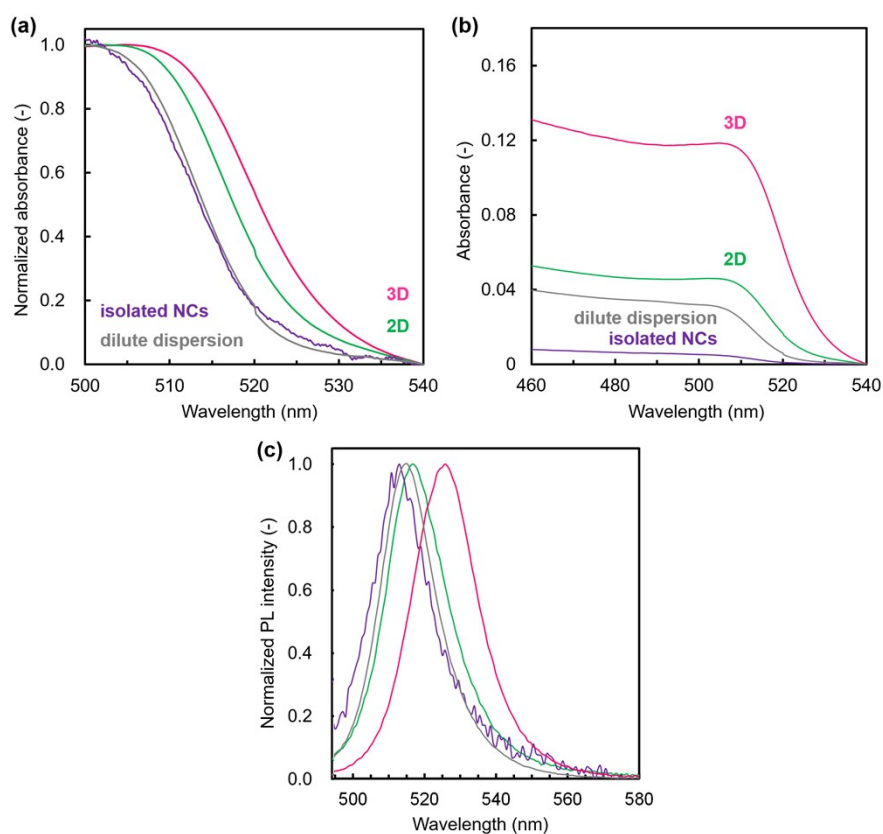 (a)
1.0
0.8
0.6
0.4
0.2
0.0
Normalized absorbance (-)
3D
isolated NCs
2D
dilute dispersion
500
510
520
530
540
Wavelength (nm)
(b)
0.16
0.12
0.08
0.04
0
Absorbance (-)
3D
2D
dilute dispersion
isolated NCs
460
480
500
520
540
Wavelength (nm)
(c)
1.0
0.8
0.6
0.4
0.2
0.0
Normalized PL intensity (-)
500
520
540
560
580
Wavelength (nm)